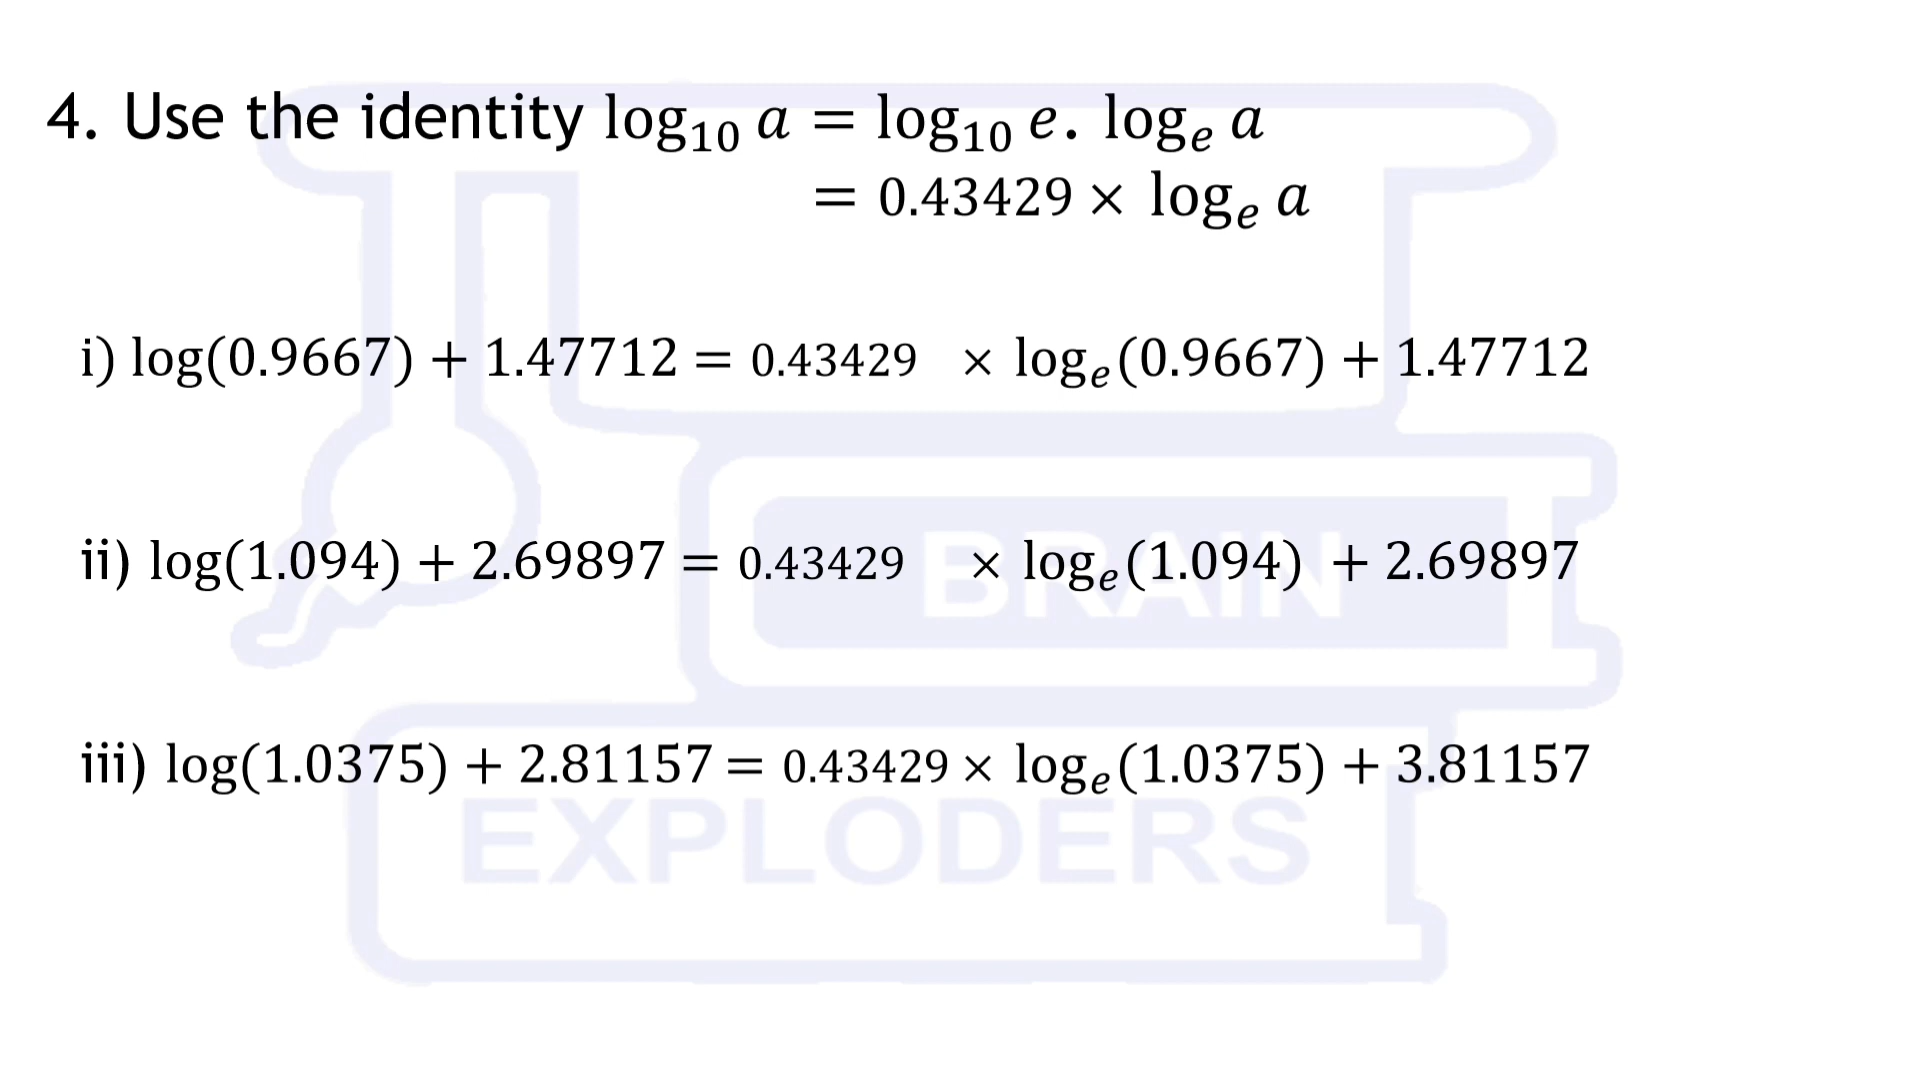 4. Use the identity log₁₀ a = log₁₀ e. logₑ a
= 0.43429 × logₑ a
i) log(0.9667) + 1.47712 = 0.43429 × logₑ(0.9667) + 1.47712
ii) log(1.094) + 2.69897 = 0.43429 × logₑ(1.094) + 2.69897
BRAIN
iii) log(1.0375) + 2.81157 = 0.43429 × logₑ(1.0375) + 3.81157
EXPLODERS